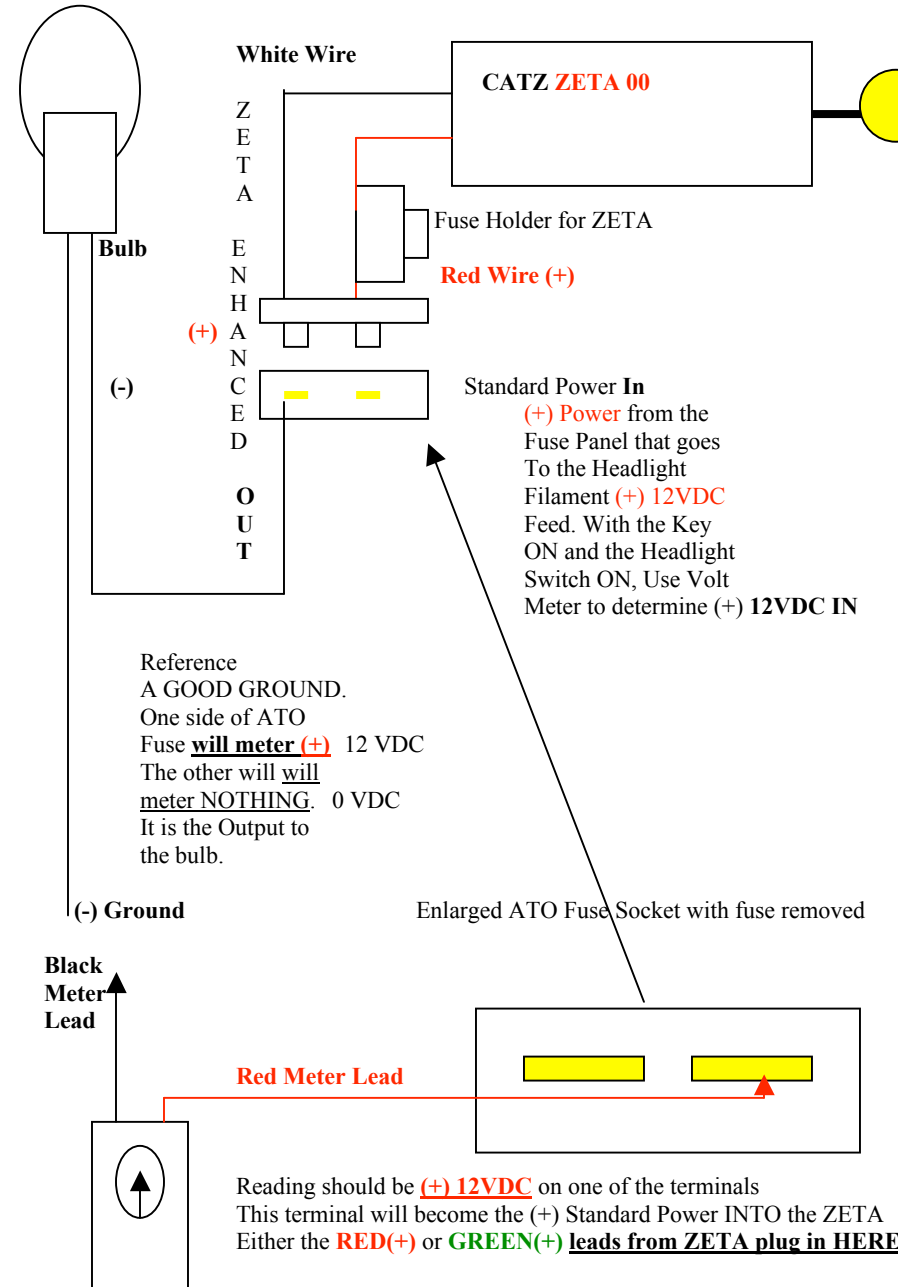 White Wire
CATZ ZETA 00
ZETA ENHANCED OUT
Fuse Holder for ZETA
Bulb
Red Wire (+)
(+)
(-)
Standard Power In
(+) Power from the
Fuse Panel that goes
To the Headlight
Filament (+) 12VDC
Feed. With the Key
ON and the Headlight
Switch ON, Use Volt
Meter to determine (+) 12VDC IN
Reference
A GOOD GROUND.
One side of ATO
Fuse will meter (+) 12 VDC
The other will will
meter NOTHING. 0 VDC
It is the Output to
the bulb.
(-) Ground
Enlarged ATO Fuse Socket with fuse removed
Black
Meter
Lead
Red Meter Lead
Reading should be (+) 12VDC on one of the terminals
This terminal will become the (+) Standard Power INTO the ZETA
Either the RED(+) or GREEN(+) leads from ZETA plug in HERE